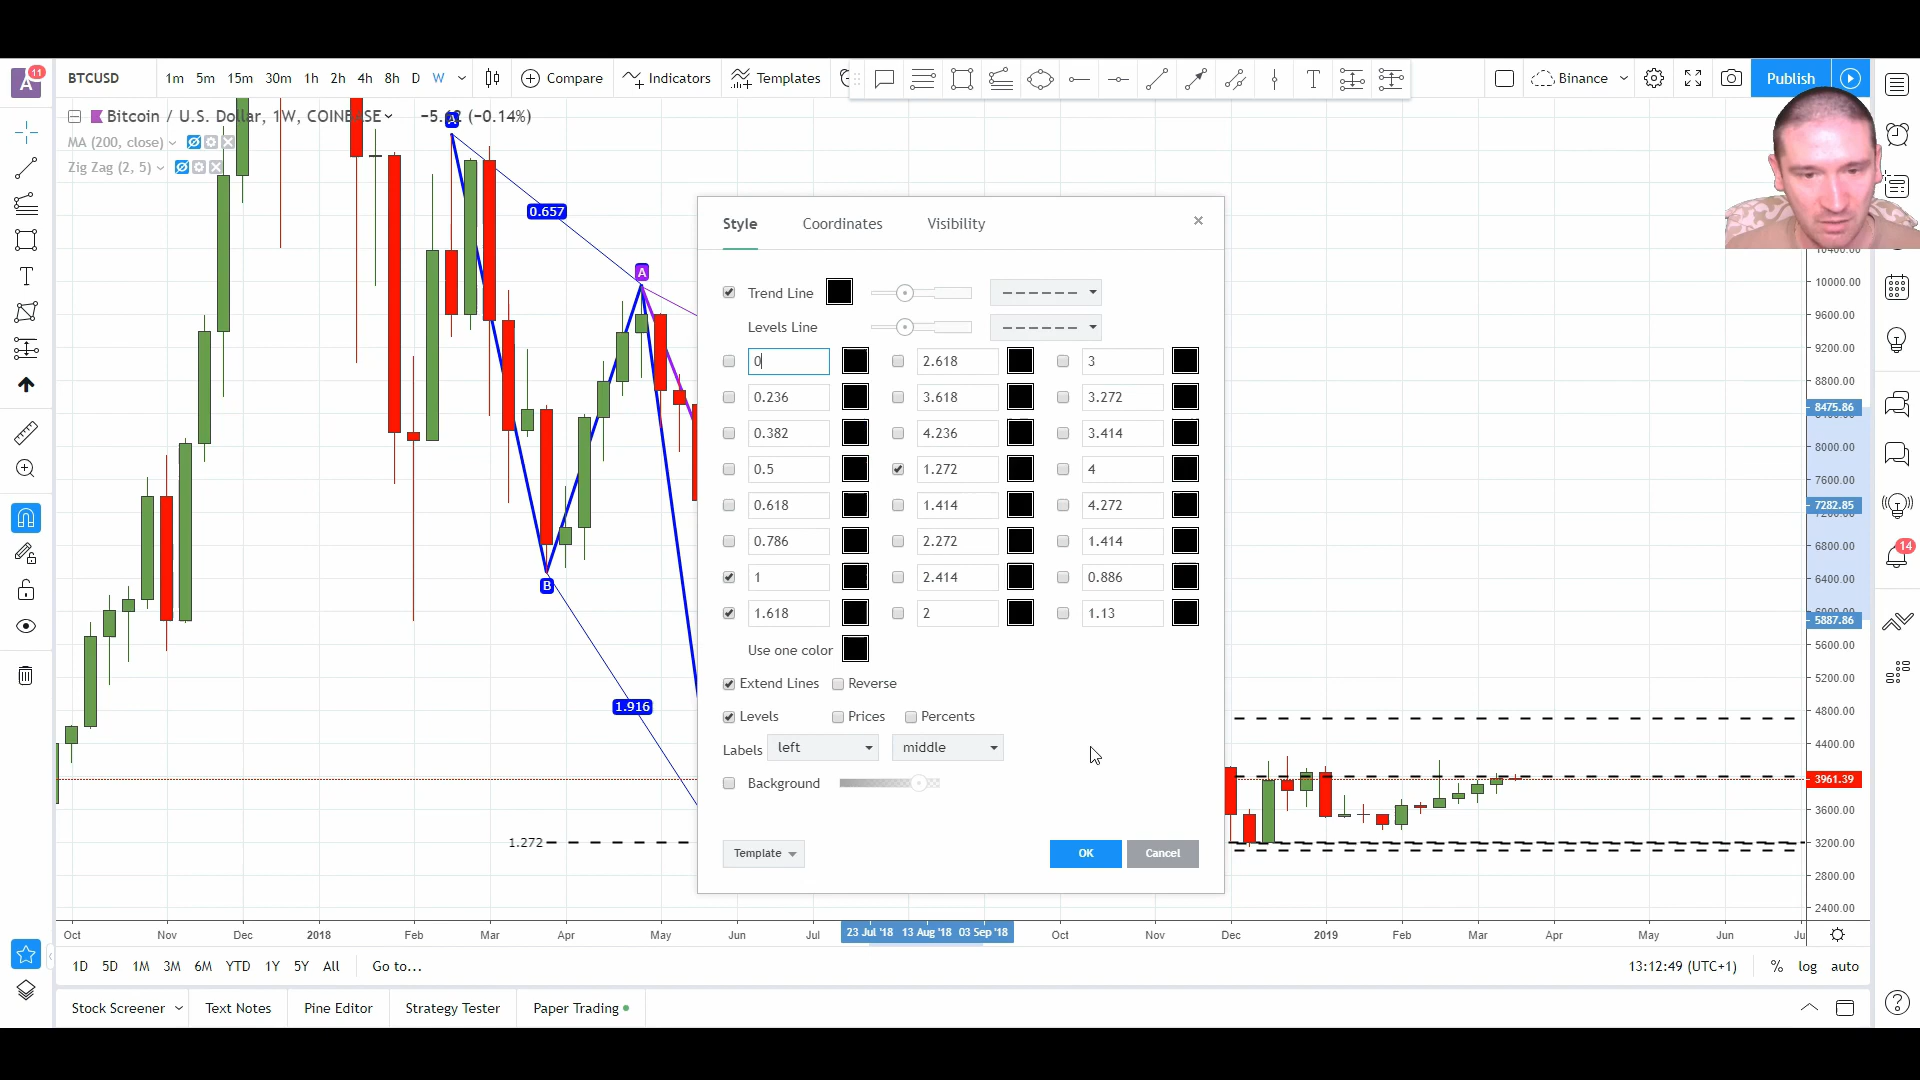 A 11
BTCUSD 1m 5m 15m 30m 1h 2h 4h 8h D W Compare Indicators Templates T Binance Publish
Bitcoin / U.S. Dollar, 1W, COINBASE −5. (−0.14%)
MA (200, close)
Zig Zag (2, 5)
A
0.657
A
B
1.916
1.272
Style Coordinates Visibility ×
Trend Line
Levels Line
0 2.618 3
0.236 3.618 3.272
0.382 4.236 3.414
0.5 1.272 4
0.618 1.414 4.272
0.786 2.272 1.414
1 2.414 0.886
1.618 2 1.13
Use one color
Extend Lines Reverse
Levels Prices Percents
Labels left middle
Background
Template OK Cancel
10000.00
9600.00
9200.00
8800.00
8475.86
8000.00
7600.00
7282.85
6800.00
6400.00
5887.86
5600.00
5200.00
4800.00
4400.00
3961.39
3600.00
3200.00
2800.00
2400.00
14
Oct Nov Dec 2018 Feb Mar Apr May Jun Jul 23 Jul '18 13 Aug '18 03 Sep '18 Oct Nov Dec 2019 Feb Mar Apr May Jun Ju
1D 5D 1M 3M 6M YTD 1Y 5Y All Go to... 13:12:49 (UTC+1) % log auto
Stock Screener Text Notes Pine Editor Strategy Tester Paper Trading